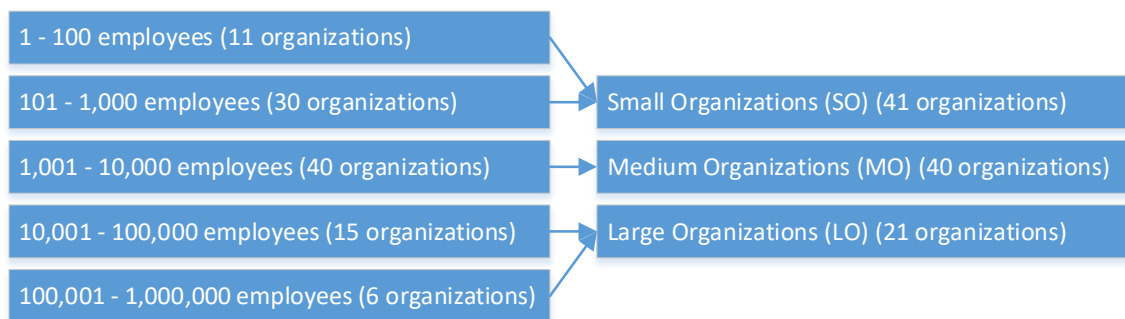 1 - 100 employees (11 organizations)
101 - 1,000 employees (30 organizations)
Small Organizations (SO) (41 organizations)
1,001 - 10,000 employees (40 organizations)
Medium Organizations (MO) (40 organizations)
10,001 - 100,000 employees (15 organizations)
Large Organizations (LO) (21 organizations)
100,001 - 1,000,000 employees (6 organizations)